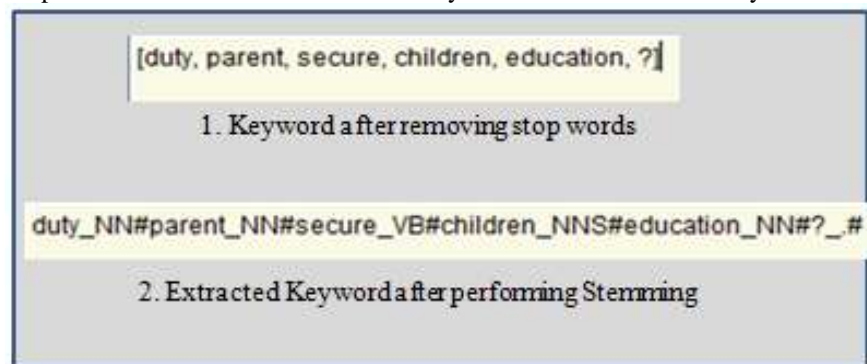 [duty, parent, secure, children, education, ?]
1. Keyword after removing stop words
duty_NN#parent_NN#secure_VB#children_NNS#education_NN#?_.#
2. Extracted Keyword after performing Stemming